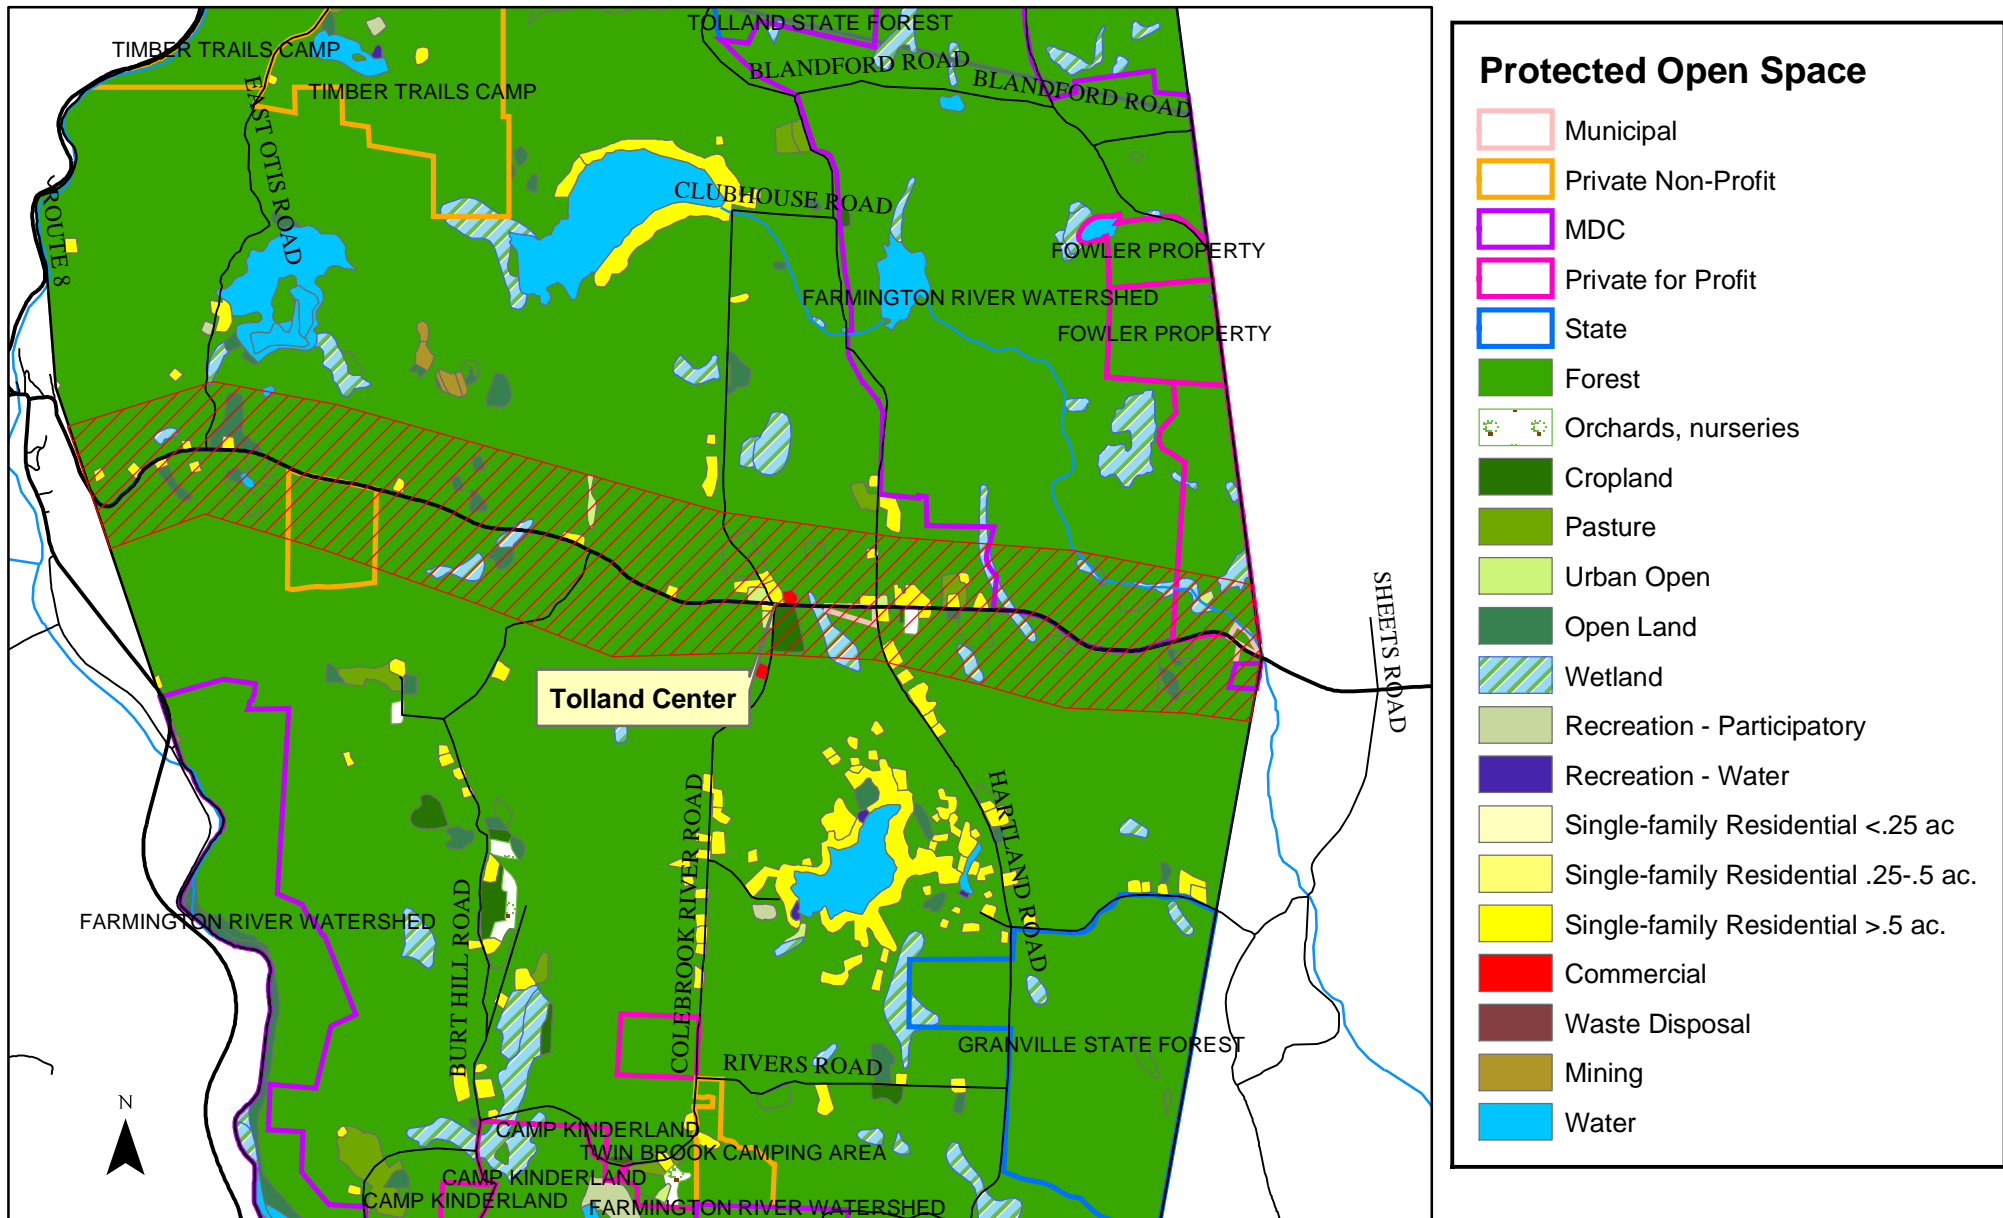 TOLLAND STATE FOREST
TIMBER TRAILS CAMP
BLANDFORD ROAD
BLANDFORD ROAD
TIMBER TRAILS CAMP
EAST OTIS ROAD
CLUBHOUSE ROAD
ROUTE 8
FOWLER PROPERTY
FARMINGTON RIVER WATERSHED
FOWLER PROPERTY
SHEETS ROAD
Tolland Center
HARTLAND ROAD
COLEBROOK RIVER ROAD
BURT HILL ROAD
FARMINGTON RIVER WATERSHED
GRANVILLE STATE FOREST
RIVERS ROAD
N
CAMP KINDERLAND
TWIN BROOK CAMPING AREA
CAMP KINDERLAND
CAMP KINDERLAND
FARMINGTON RIVER WATERSHED
Protected Open Space
Municipal
Private Non-Profit
MDC
Private for Profit
State
Forest
Orchards, nurseries
Cropland
Pasture
Urban Open
Open Land
Wetland
Recreation - Participatory
Recreation - Water
Single-family Residential <.25 ac
Single-family Residential .25-.5 ac.
Single-family Residential >.5 ac.
Commercial
Waste Disposal
Mining
Water